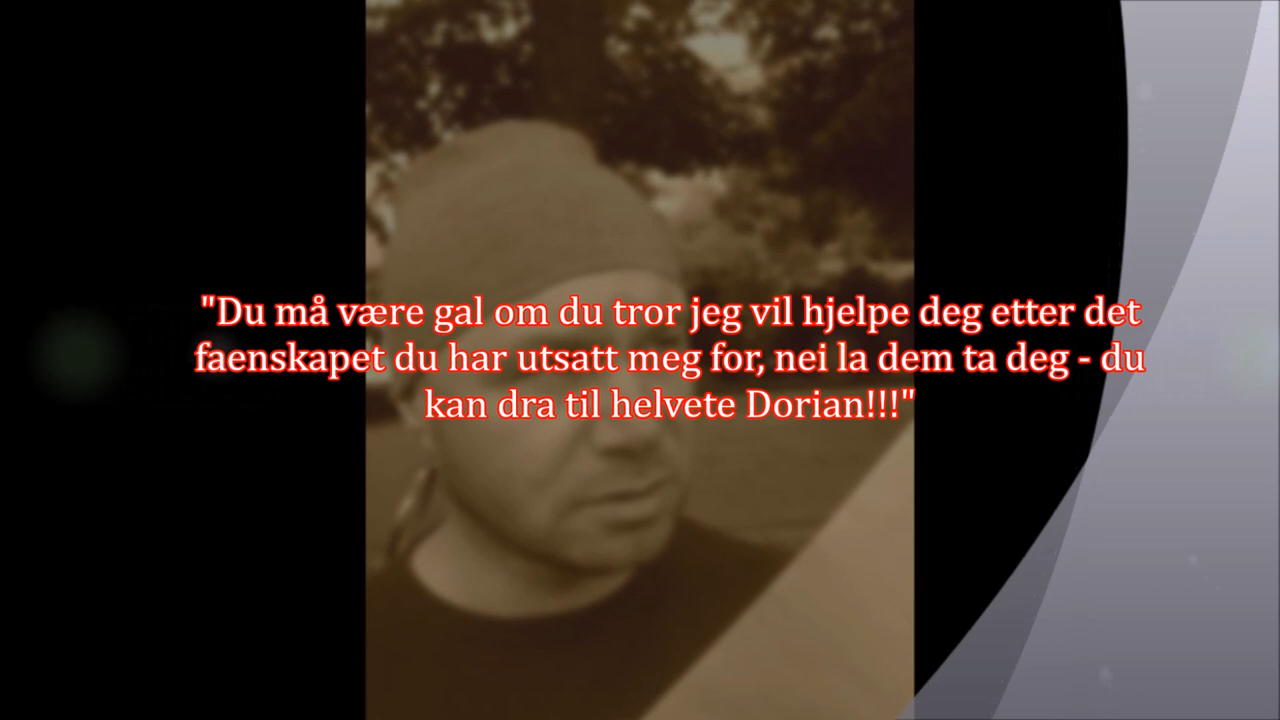 "Du må være gal om du tror jeg vil hjelpe deg etter det
faenskapet du har utsatt meg for, nei la dem ta deg - du
kan dra til helvete Dorian!!!"